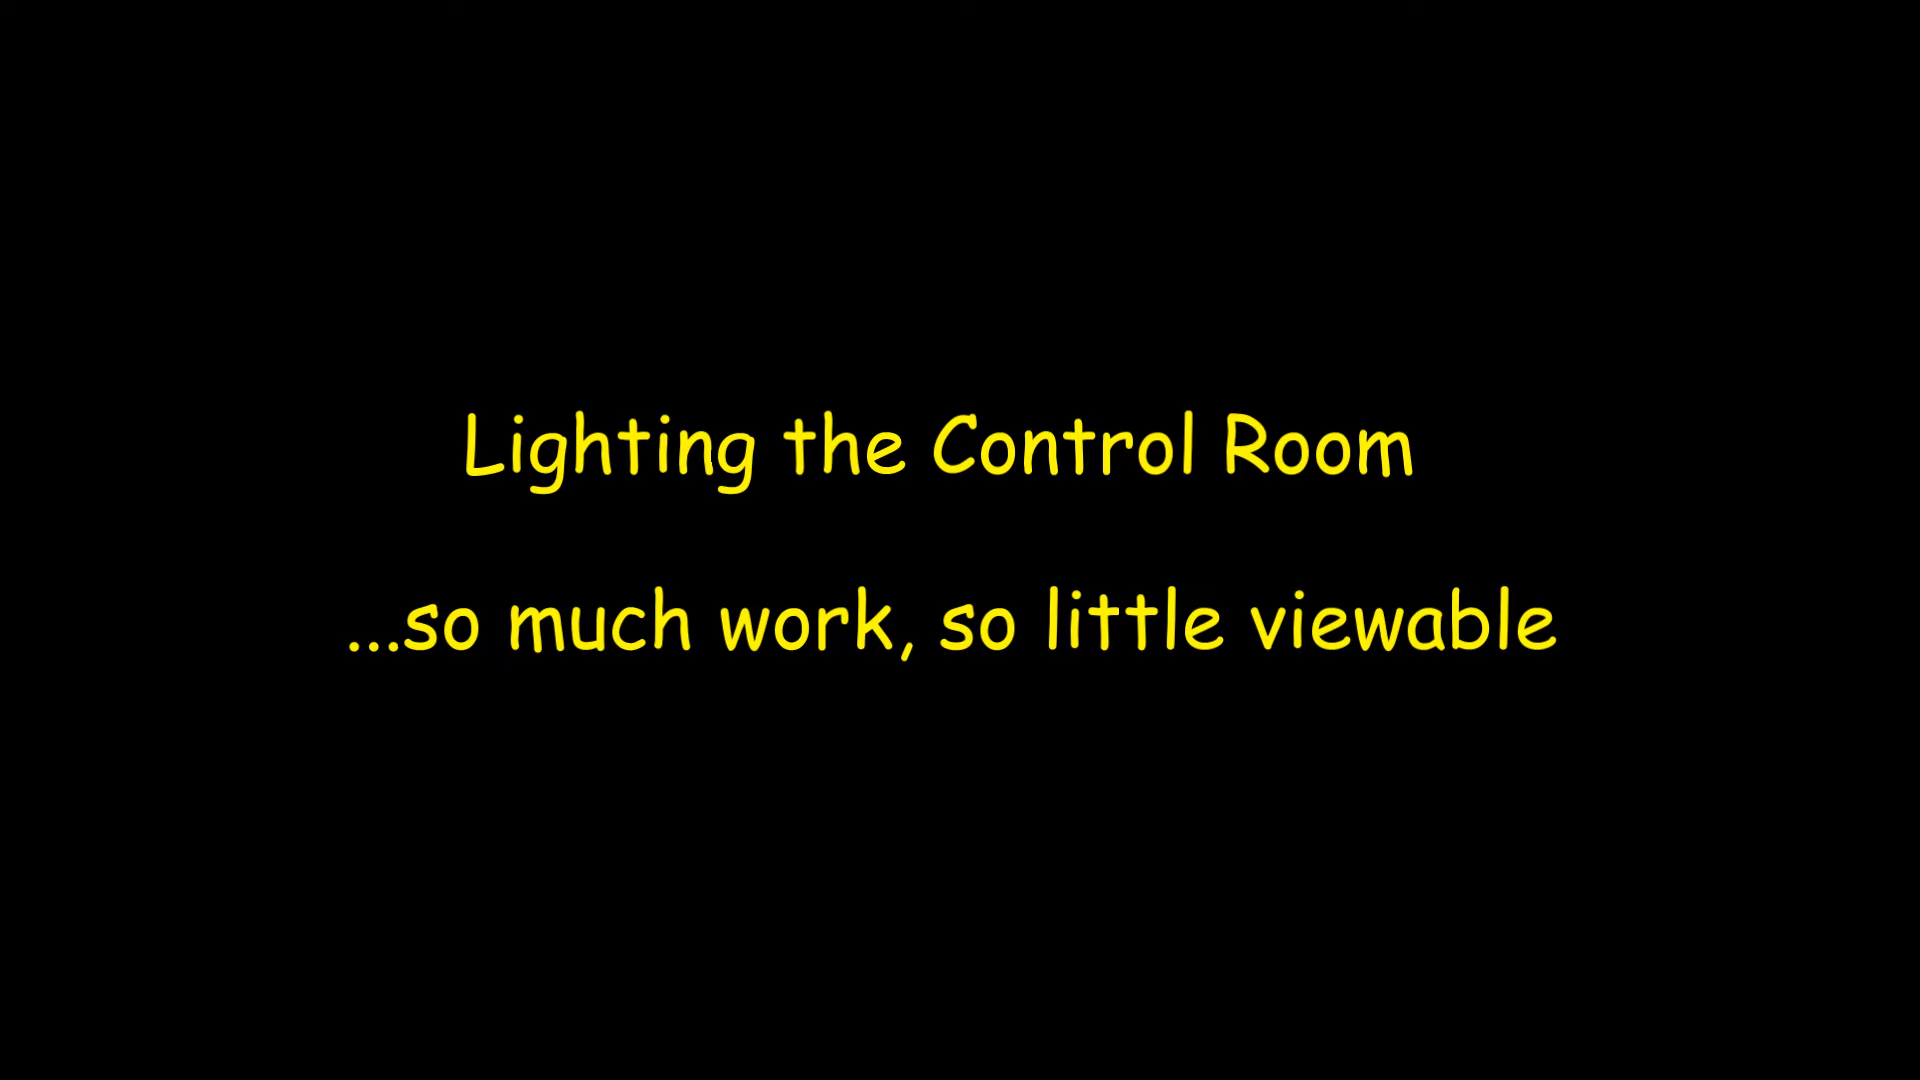 Lighting the Control Room
...so much work, so little viewable